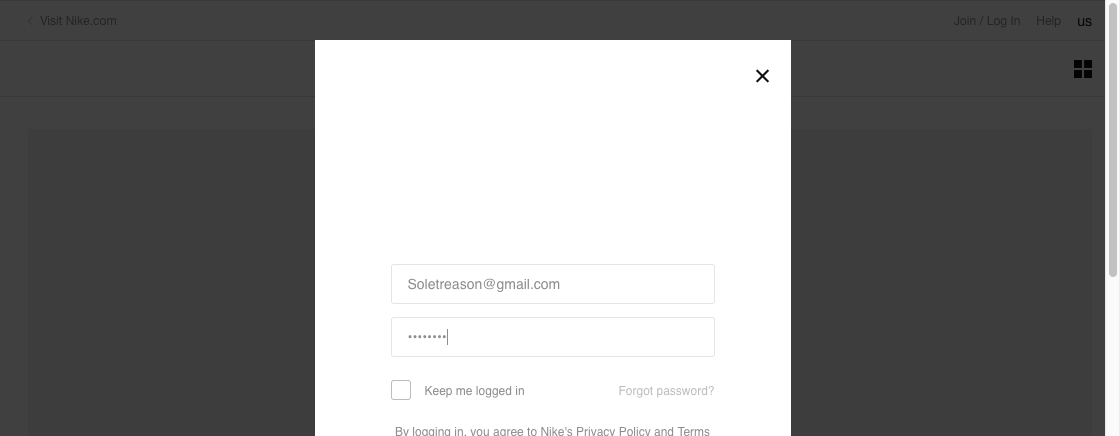 Visit Nike.com
Join / Log In Help us
Soletreason@gmail.com
••••••••
Keep me logged in Forgot password?
By logging in, you agree to Nike's Privacy Policy and Terms